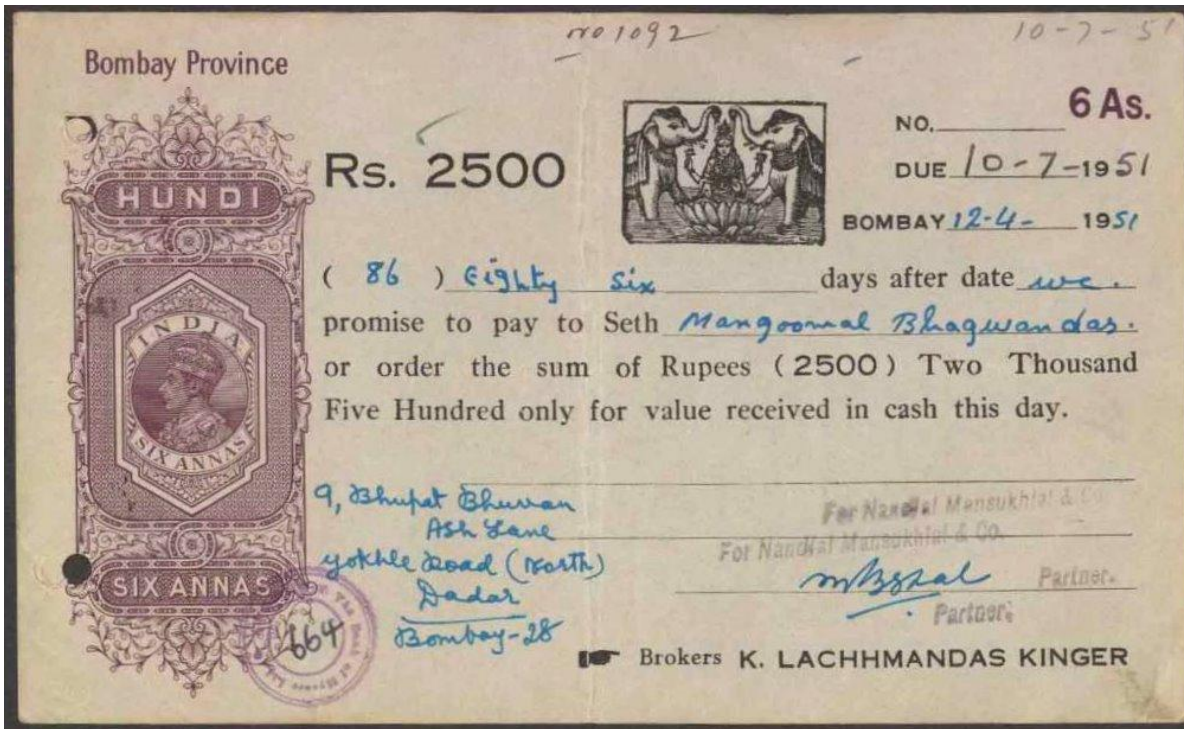 no 1092
10-7-51
Bombay Province
6 As.
HUNDI
Rs. 2500
NO.
DUE 10-7-1951
BOMBAY 12-4- 1951
INDIA
SIX ANNAS
( 86 ) Eighty Six days after date we.
promise to pay to Seth Mangoomal Bhagwandas.
or order the sum of Rupees (2500) Two Thousand
Five Hundred only for value received in cash this day.
9, Bhupat Bhuvan
Ash Lane
Gokhle Road (North)
Dadar
Bombay-28
For Nandlal Mansukhlal & Co.
For Nandlal Mansukhlal & Co.
Partner.
Partner.
SIX ANNAS
664
Brokers K. LACHHMANDAS KINGER